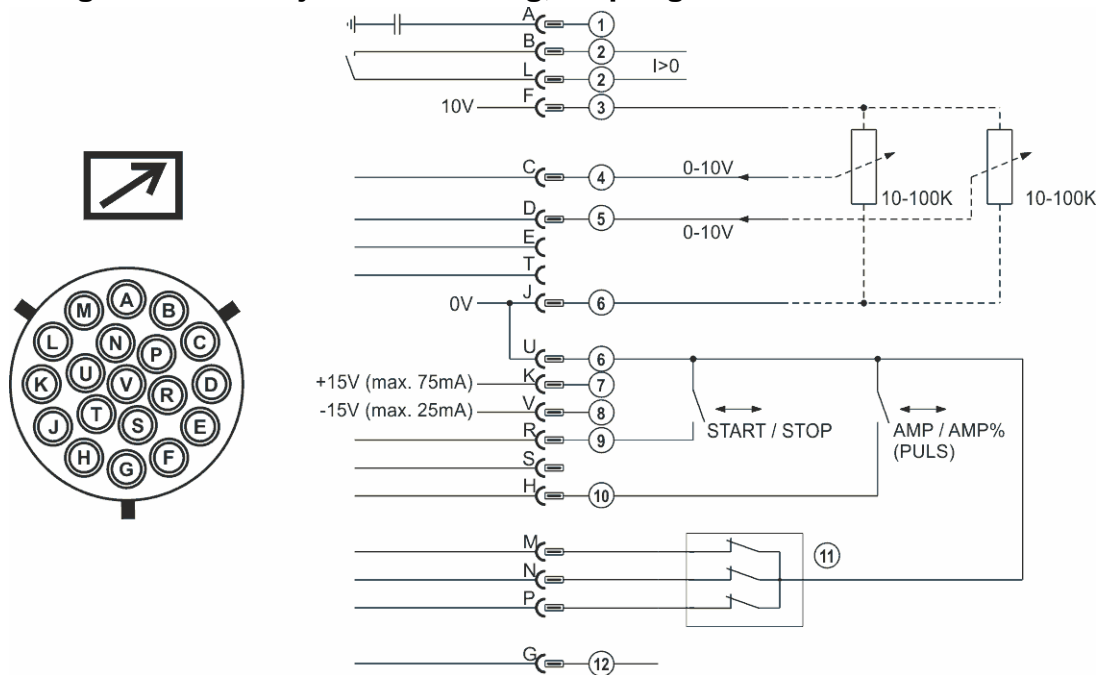 A
M B
L N P C
K U V R D
J T S E
H G F
A 1
B 2
L 2 I>0
10V F 3
C 4 0-10V
10-100K 10-100K
D 5
0-10V
E
T
0V J 6
U 6
+15V (max. 75mA) K 7
-15V (max. 25mA) V 8
R 9 START / STOP AMP / AMP%
(PULS)
S
H 10
M 11
N
P
G 12